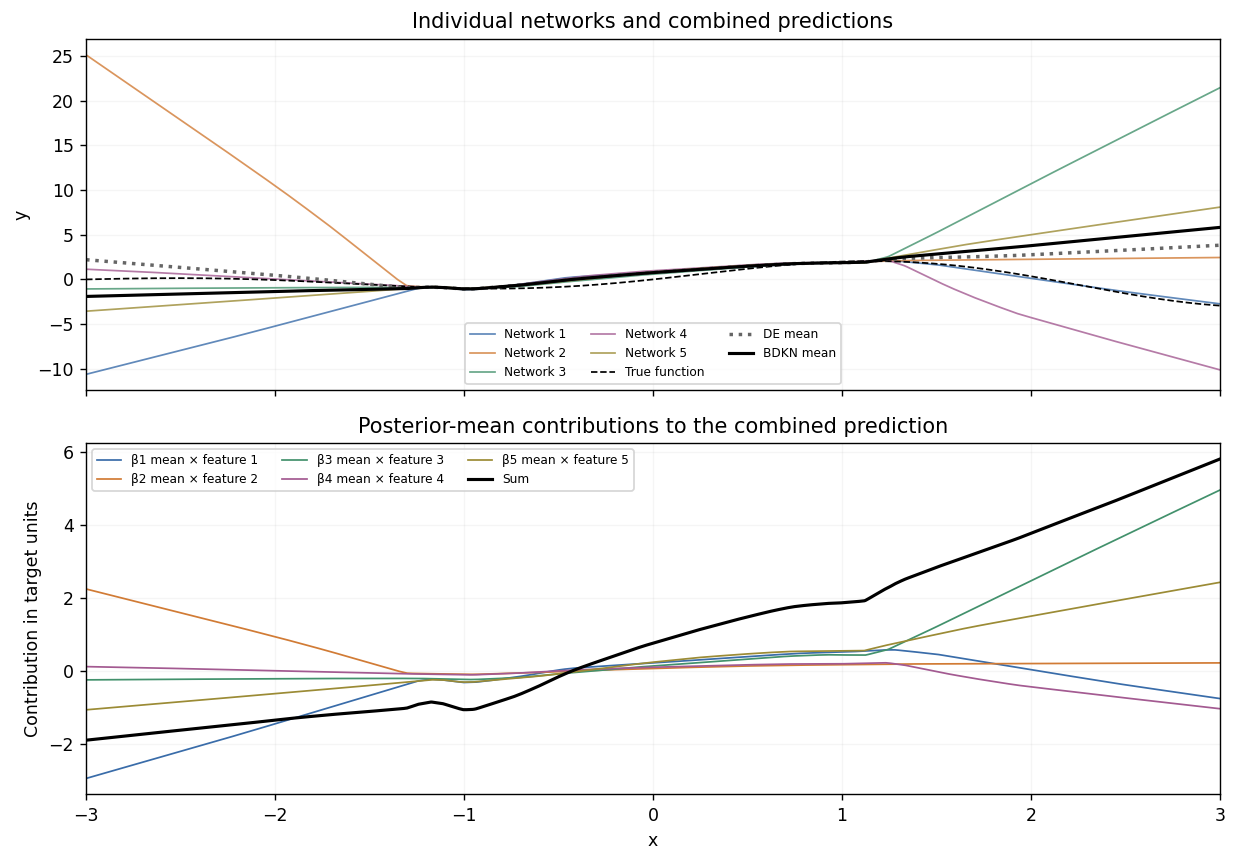 Individual networks and combined predictions
25
20
15
10
5
0
−5
−10
y
Network 1
Network 2
Network 3
Network 4
Network 5
True function
DE mean
BDKN mean
Posterior-mean contributions to the combined prediction
6
4
2
0
−2
Contribution in target units
β1 mean × feature 1
β2 mean × feature 2
β3 mean × feature 3
β4 mean × feature 4
β5 mean × feature 5
Sum
−3 −2 −1 0 1 2 3
x